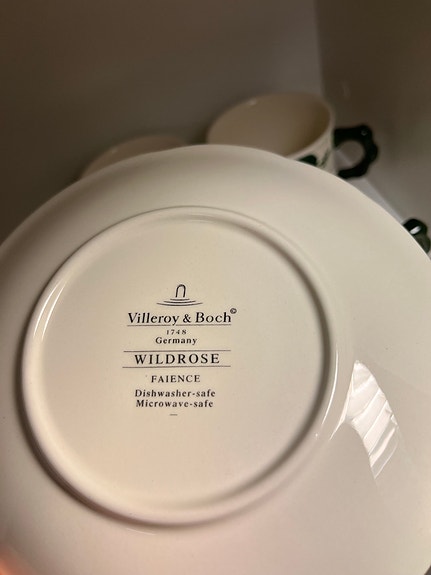 Villeroy & Boch©
1748
Germany
WILDROSE
FAIENCE
Dishwasher-safe
Microwave-safe